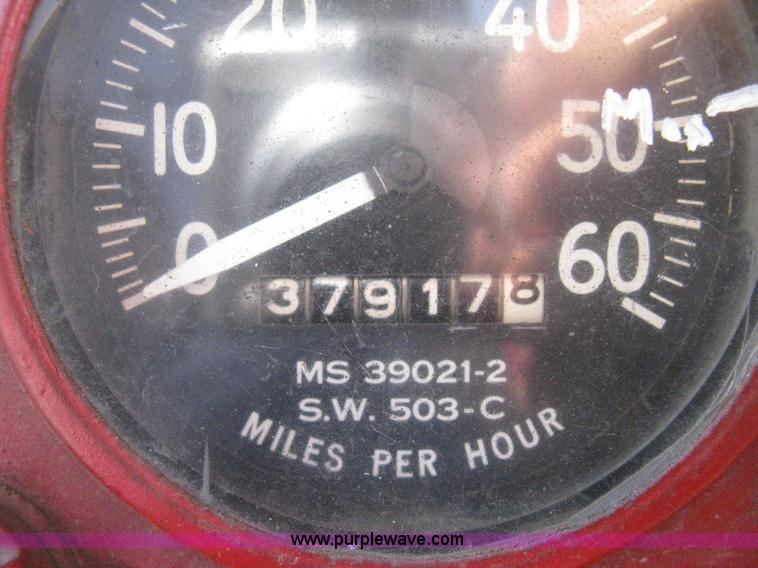 20 40
10 50 M
0 60
379178
MS 39021-2
S.W. 503-C
MILES PER HOUR
www.purplewave.com